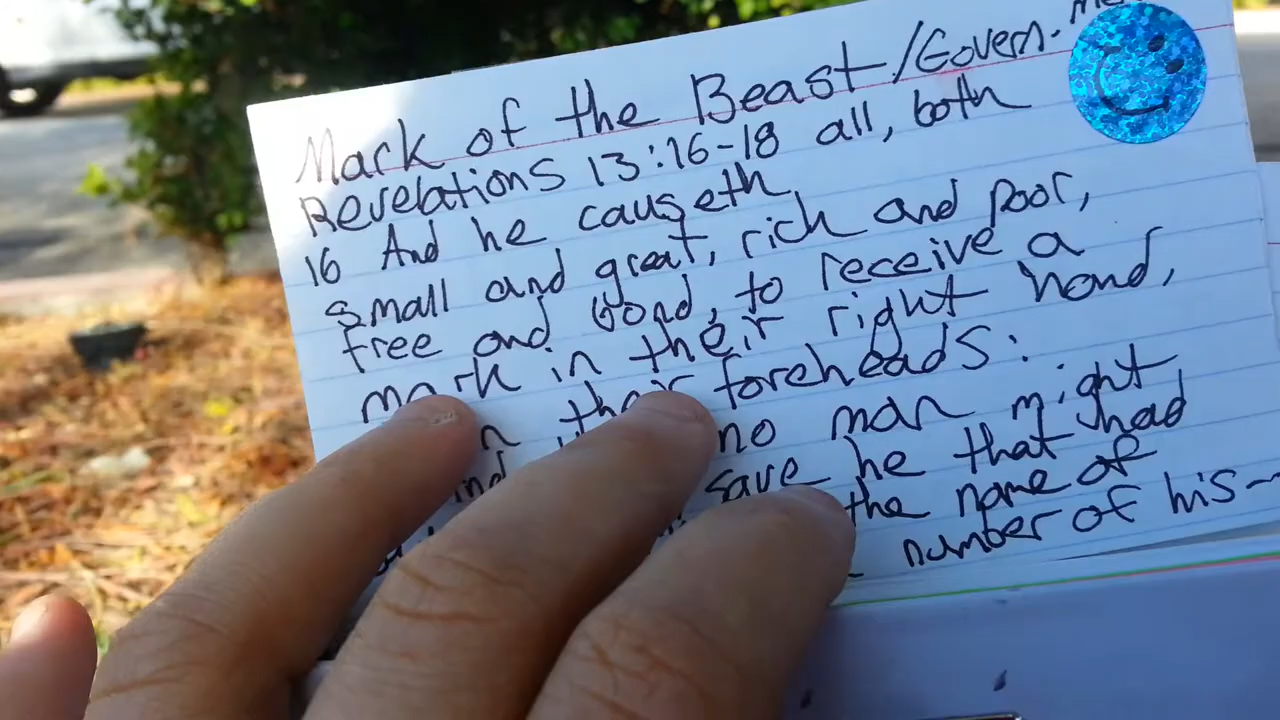 Mark of the Beast/Govern.
Revelations 13:16-18
16 And he causeth all, both
small and great, rich and poor,
free and bond, to receive a
mark in their right hand,
their foreheads:
no man might
save he that had
the name of
number of his